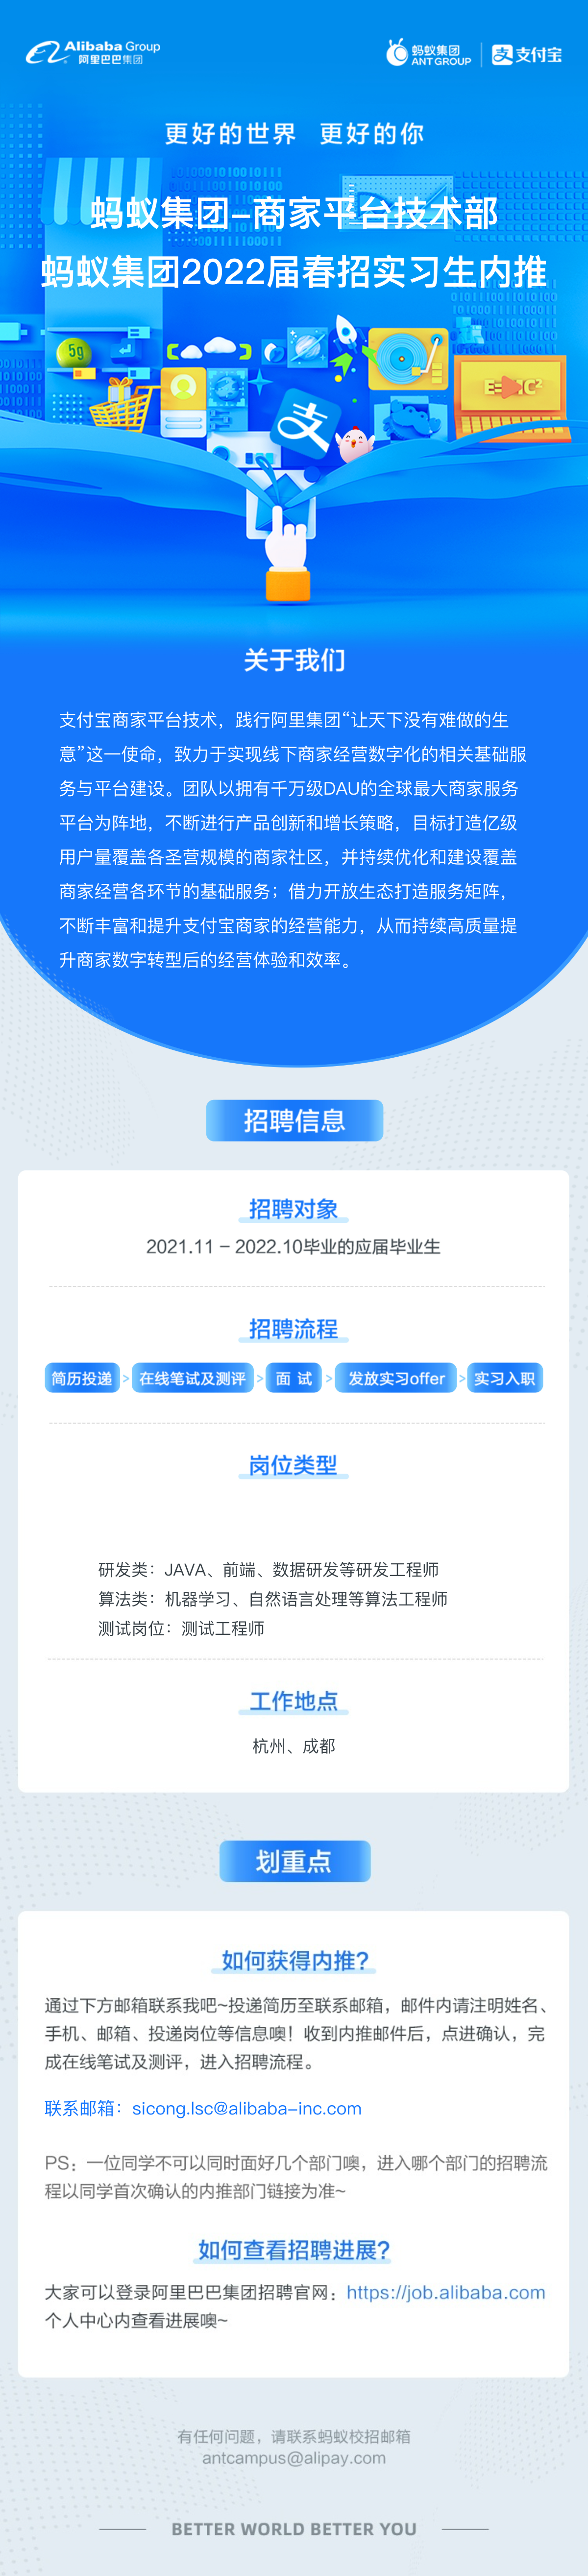 Alibaba Group
阿里巴巴集团
蚂蚁集团
ANT GROUP
支 支付宝
更好的世界 更好的你
蚂蚁集团-商家平台技术部
蚂蚁集团2022届春招实习生内推
5g
E=MC²
支
关于我们
支付宝商家平台技术，践行阿里集团“让天下没有难做的生
意”这一使命，致力于实现线下商家经营数字化的相关基础服
务与平台建设。团队以拥有千万级DAU的全球最大商家服务
平台为阵地，不断进行产品创新和增长策略，目标打造亿级
用户量覆盖各圣营规模的商家社区，并持续优化和建设覆盖
商家经营各环节的基础服务；借力开放生态打造服务矩阵，
不断丰富和提升支付宝商家的经营能力，从而持续高质量提
升商家数字转型后的经营体验和效率。
招聘信息
招聘对象
2021.11 - 2022.10毕业的应届毕业生
招聘流程
简历投递 > 在线笔试及测评 > 面 试 > 发放实习offer > 实习入职
岗位类型
研发类：JAVA、前端、数据研发等研发工程师
算法类：机器学习、自然语言处理等算法工程师
测试岗位：测试工程师
工作地点
杭州、成都
划重点
如何获得内推?
通过下方邮箱联系我吧~投递简历至联系邮箱，邮件内请注明姓名、
手机、邮箱、投递岗位等信息噢！收到内推邮件后，点进确认，完
成在线笔试及测评，进入招聘流程。
联系邮箱：sicong.lsc@alibaba-inc.com
PS：一位同学不可以同时面好几个部门噢，进入哪个部门的招聘流
程以同学首次确认的内推部门链接为准~
如何查看招聘进展?
大家可以登录阿里巴巴集团招聘官网：https://job.alibaba.com
个人中心内查看进展噢~
有任何问题，请联系蚂蚁校招邮箱
antcampus@alipay.com
BETTER WORLD BETTER YOU